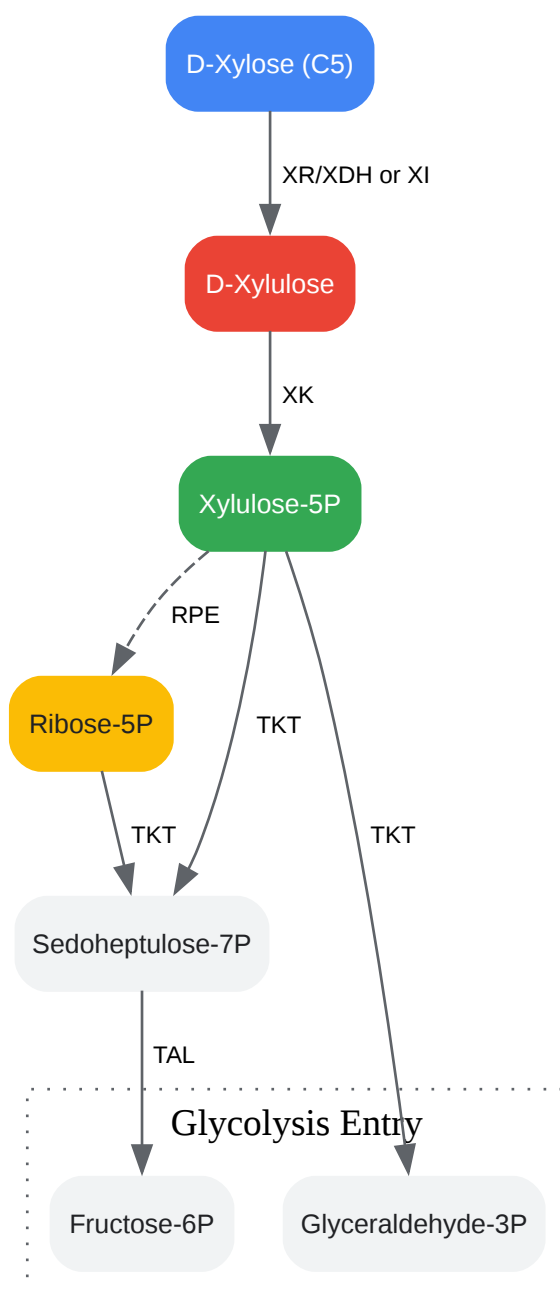 D-Xylose (C5)
XR/XDH or XI
D-Xylulose
XK
Xylulose-5P
RPE
Ribose-5P
TKT
TKT
TKT
Sedoheptulose-7P
TAL
Glycolysis Entry
Fructose-6P
Glyceraldehyde-3P